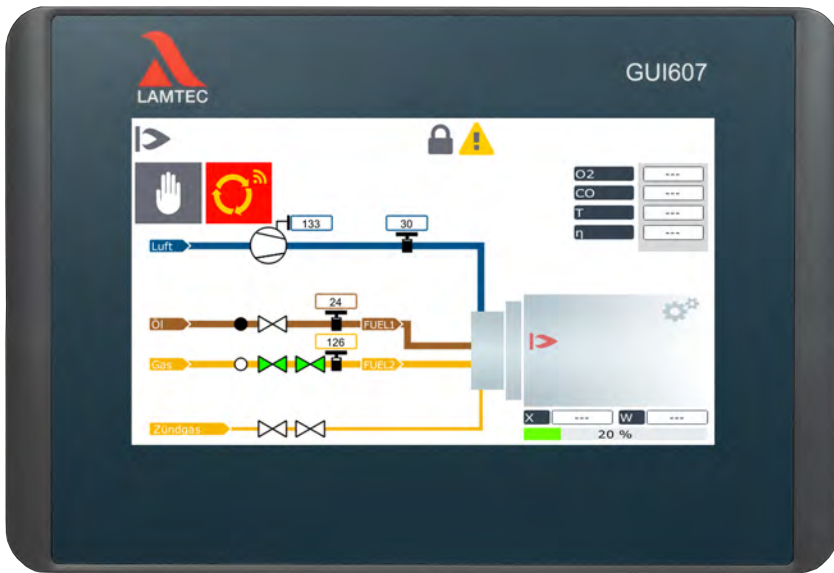 LAMTEC
GUI607
O2 ---
CO ---
T ---
η ---
133
30
Luft
24
Öl
FUEL1
126
Gas
FUEL2
X --- W ---
Zündgas
20 %